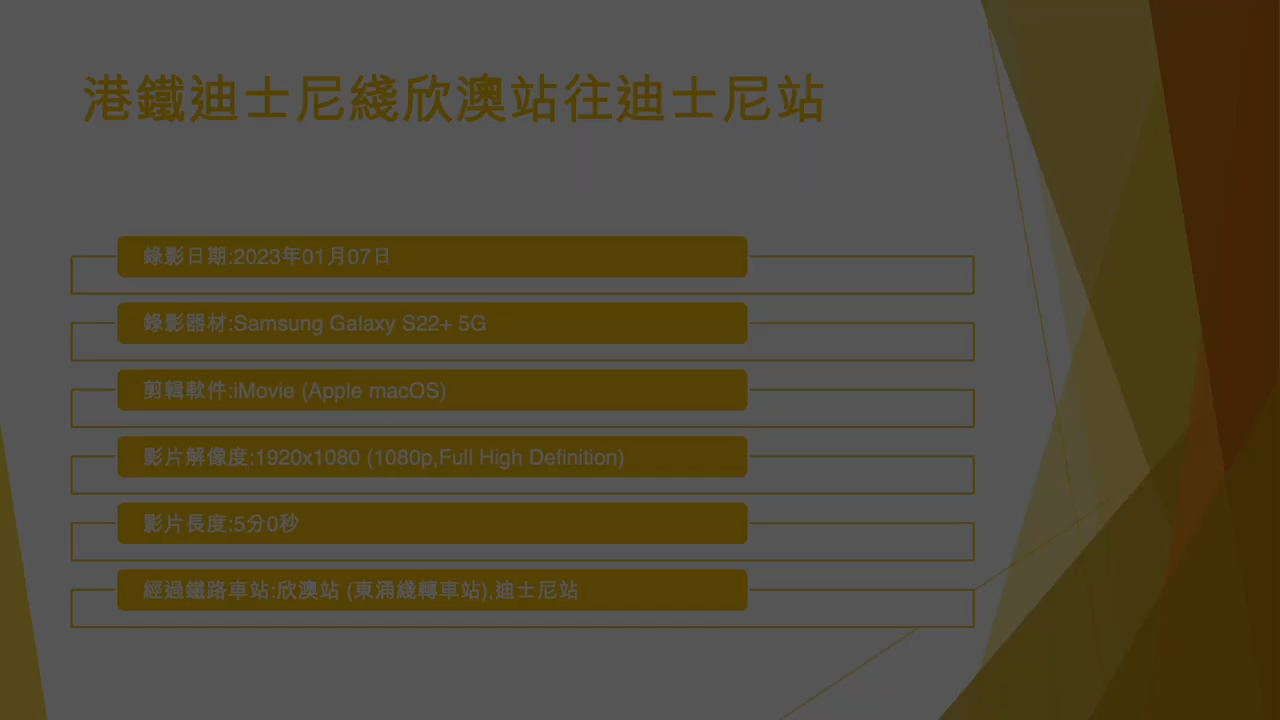 港鐵迪士尼綫欣澳站往迪士尼站
錄影日期:2023年01月07日
錄影器材:Samsung Galaxy S22+ 5G
剪輯軟件:iMovie (Apple macOS)
影片解像度:1920x1080 (1080p,Full High Definition)
影片長度:5分0秒
經過鐵路車站:欣澳站 (東涌綫轉車站),迪士尼站